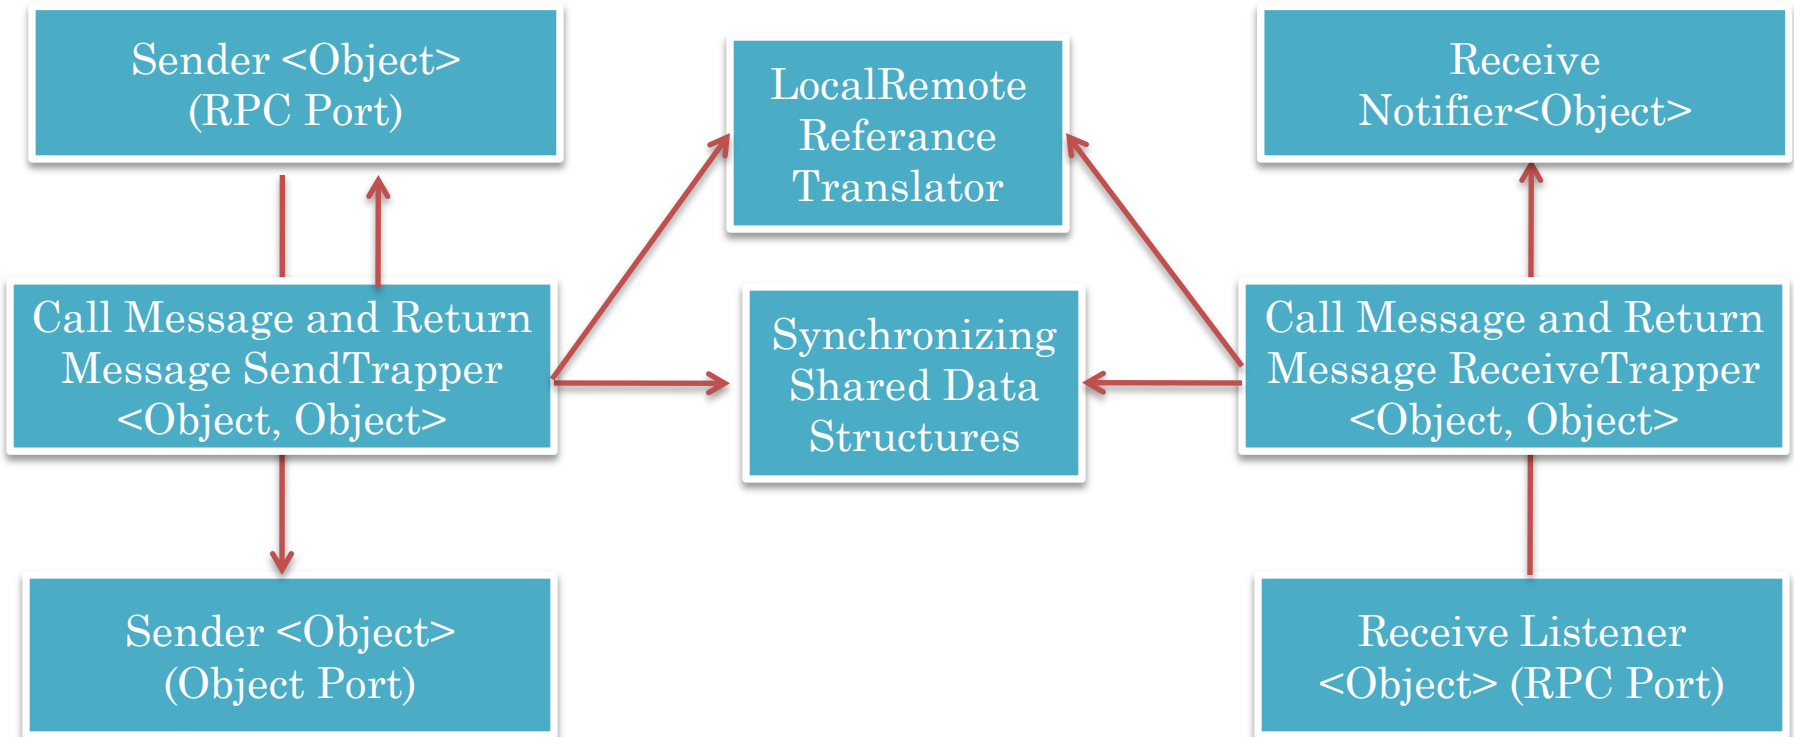 Sender <Object>
(RPC Port)
LocalRemote
Referance
Translator
Receive
Notifier<Object>
Call Message and Return
Message SendTrapper
<Object, Object>
Synchronizing
Shared Data
Structures
Call Message and Return
Message ReceiveTrapper
<Object, Object>
Sender <Object>
(Object Port)
Receive Listener
<Object> (RPC Port)